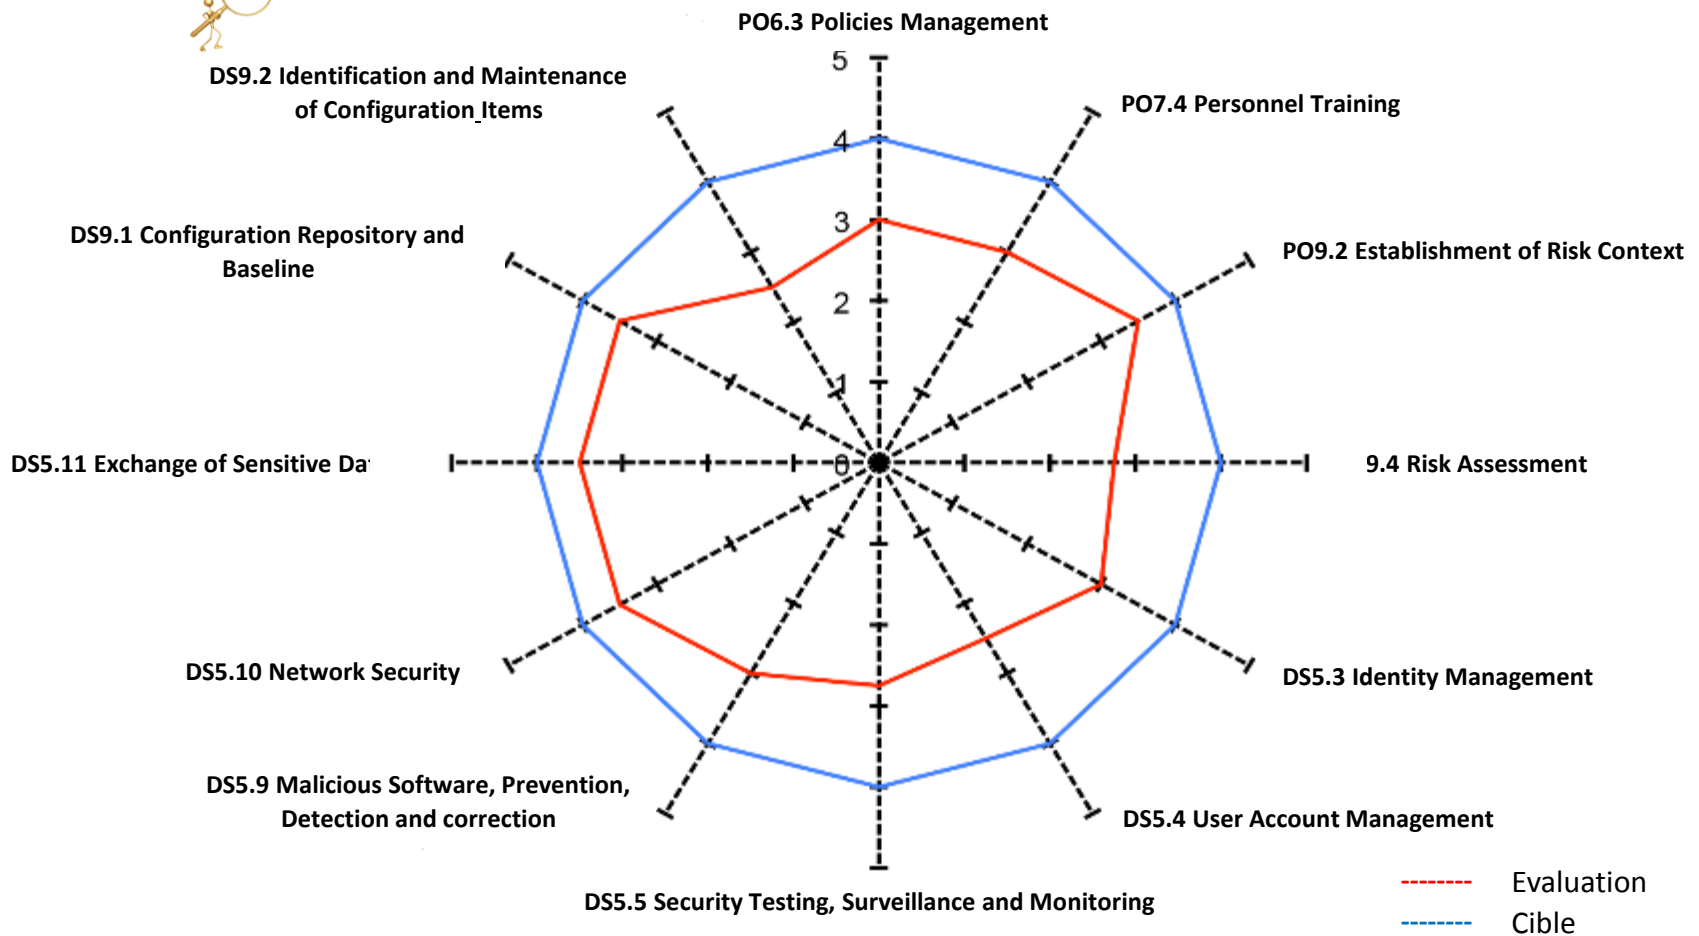 PO6.3 Policies Management
5
DS9.2 Identification and Maintenance
of Configuration Items
PO7.4 Personnel Training
4
3
DS9.1 Configuration Repository and
Baseline
PO9.2 Establishment of Risk Context
2
1
DS5.11 Exchange of Sensitive
0
9.4 Risk Assessment
DS5.10 Network Security
DS5.3 Identity Management
DS5.9 Malicious Software, Prevention,
Detection and correction
DS5.4 User Account Management
DS5.5 Security Testing, Surveillance and Monitoring
Evaluation
Cible